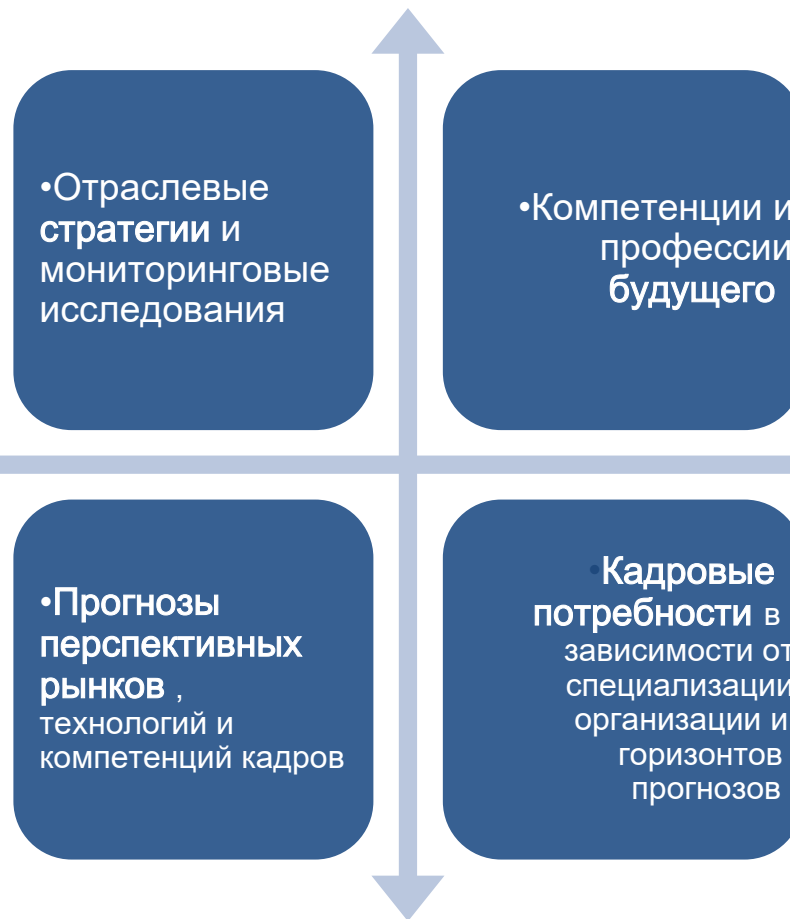 •Отраслевые
стратегии и
мониторинговые
исследования
•Компетенции и
профессии
будущего
•Прогнозы
перспективных
рынков ,
технологий и
компетенций кадров
•Кадровые
потребности в
зависимости от
специализации
организации и
горизонтов
прогнозов